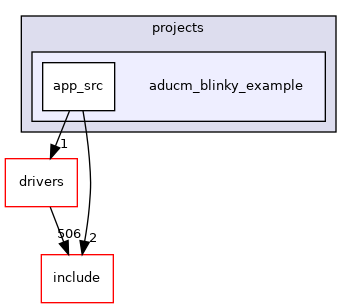 projects
app_src
aducm_blinky_example
1
drivers
506
2
include